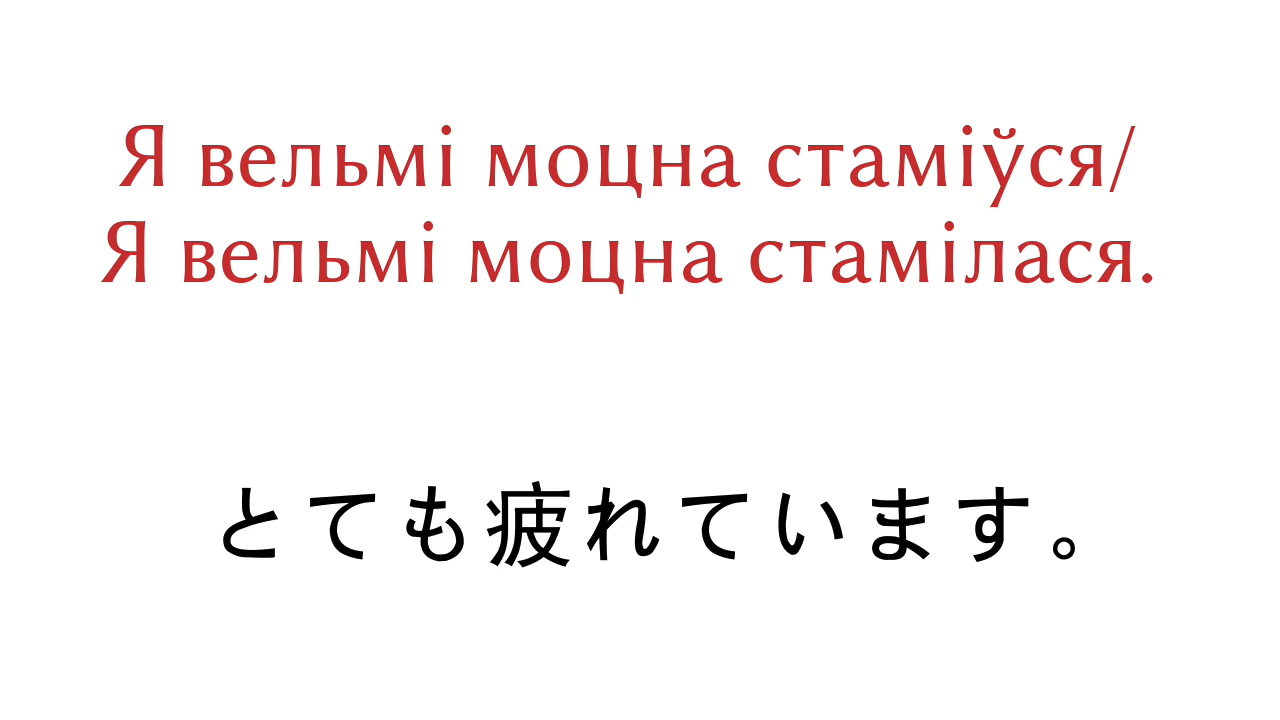 Я вельмі моцна стаміўся/
Я вельмі моцна стамілася.
とても疲れています。